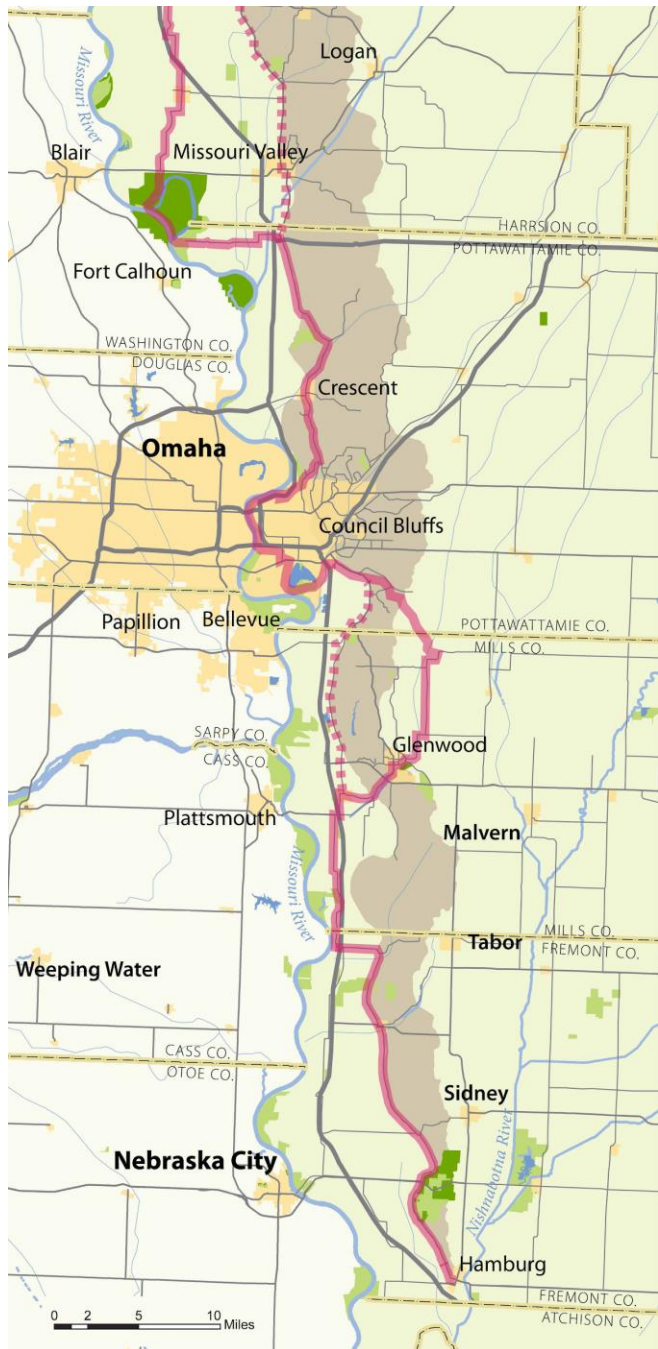 Logan
Missouri River
Blair
Missouri Valley
HARRSION CO.
POTTAWATTAMIE CO.
Fort Calhoun
WASHINGTON CO.
DOUGLAS CO.
Crescent
Omaha
Council Bluffs
Papillion
Bellevue
POTTAWATTAMIE CO.
MILLS CO.
SARPY CO.
CASS CO.
Glenwood
Plattsmouth
Malvern
Missouri River
MILLS CO.
FREMONT CO.
Tabor
Weeping Water
CASS CO.
OTOE CO.
Sidney
Nebraska City
Nishnabotna River
Hamburg
FREMONT CO.
ATCHISON CO.
0 2 5 10
Miles